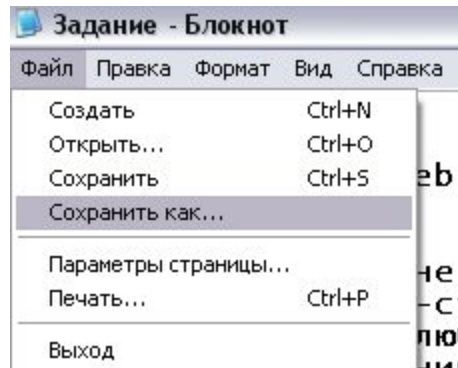 Задание - Блокнот
Файл Правка Формат Вид Справка
Создать Ctrl+N
Открыть... Ctrl+O
Сохранить Ctrl+S
Сохранить как...
Параметры страницы...
Печать... Ctrl+P
Выход